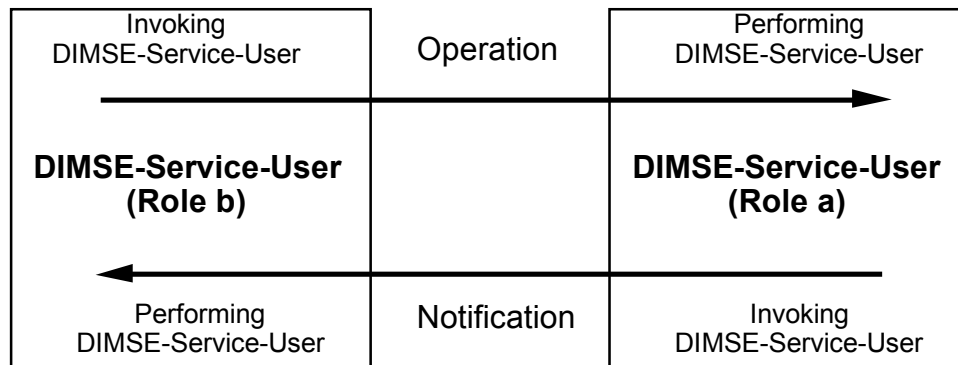 Invoking
DIMSE-Service-User
Operation
Performing
DIMSE-Service-User
DIMSE-Service-User
(Role b)
DIMSE-Service-User
(Role a)
Performing
DIMSE-Service-User
Notification
Invoking
DIMSE-Service-User